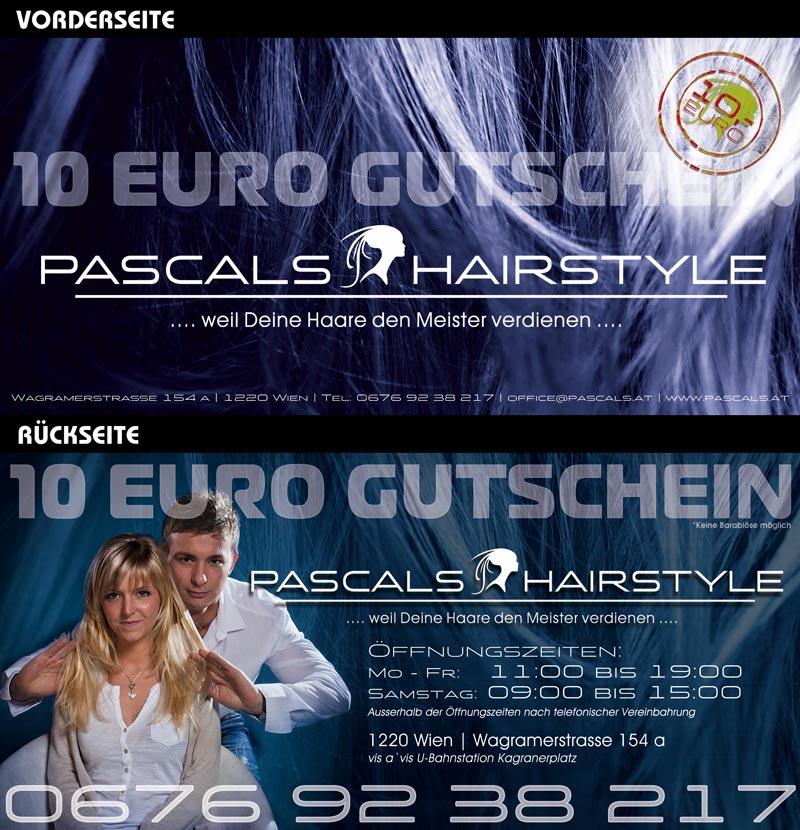 VORDERSEITE
10,-
EURO
10 EURO GUTSCHEIN
PASCALS HAIRSTYLE
.... weil Deine Haare den Meister verdienen ....
Wagramerstrasse 154 a | 1220 Wien | Tel: 0676 92 38 217 | office@pascals.at | www.pascals.at
RÜCKSEITE
10 EURO GUTSCHEIN
*Keine Barablöse möglich
PASCALS HAIRSTYLE
.... weil Deine Haare den Meister verdienen ....
Öffnungszeiten:
Mo - Fr: 11:00 bis 19:00
Samstag: 09:00 bis 15:00
Ausserhalb der Öffnungszeiten nach telefonischer Vereinbahrung
1220 Wien | Wagramerstrasse 154 a
vis a`vis U-Bahnstation Kagranerplatz
0676 92 38 217